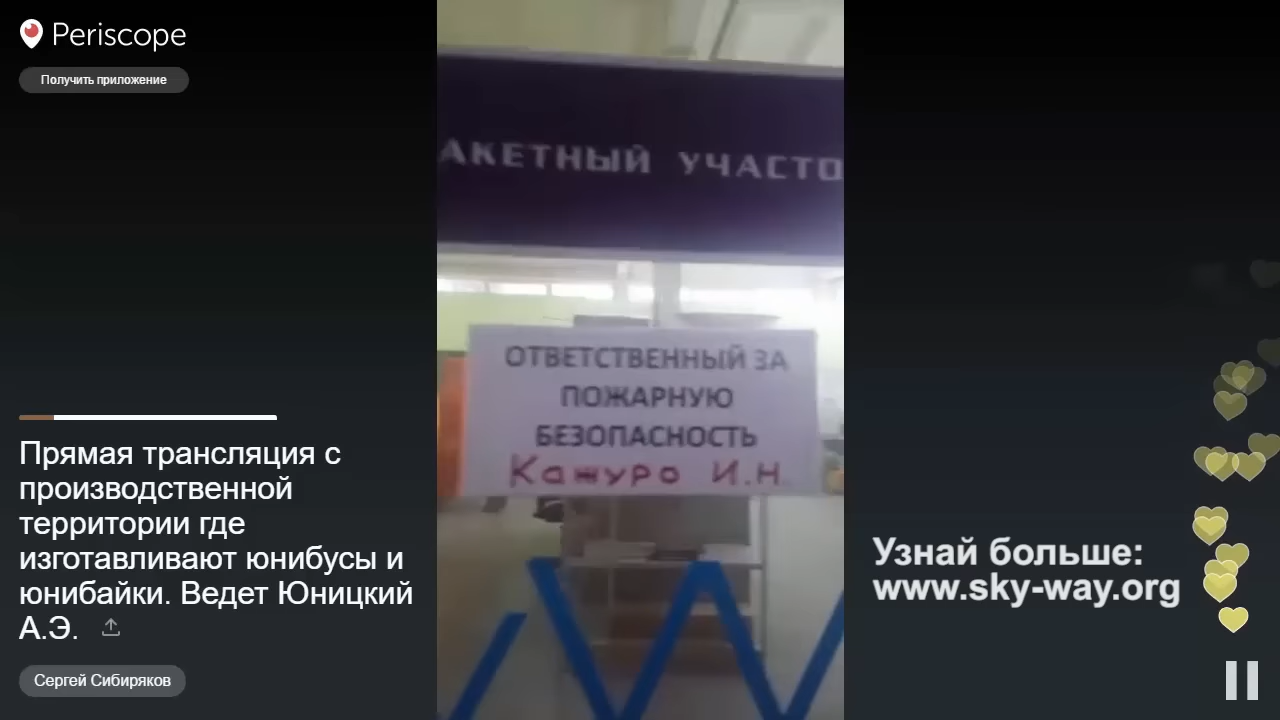 Periscope
Получить приложение
АКЕТНЫЙ УЧАСТО
ОТВЕТСТВЕННЫЙ ЗА
ПОЖАРНУЮ
БЕЗОПАСНОСТЬ
Кажуро И.Н.
Прямая трансляция с
производственной
территории где
изготавливают юнибусы и
юнибайки. Ведет Юницкий
А.Э.
Сергей Сибиряков
Узнай больше:
www.sky-way.org